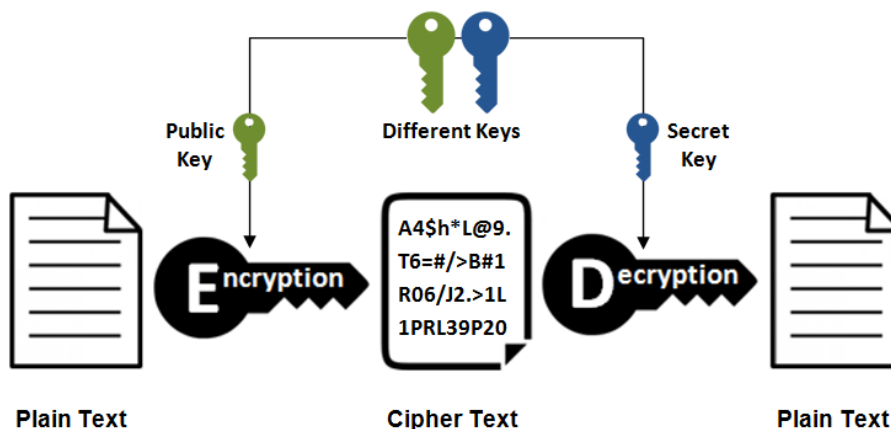 Public
Key
Different Keys
Secret
Key
Encryption
A4$h*L@9.
T6=#/>B#1
R06/J2.>1L
1PRL39P20
Decryption
Plain Text
Cipher Text
Plain Text